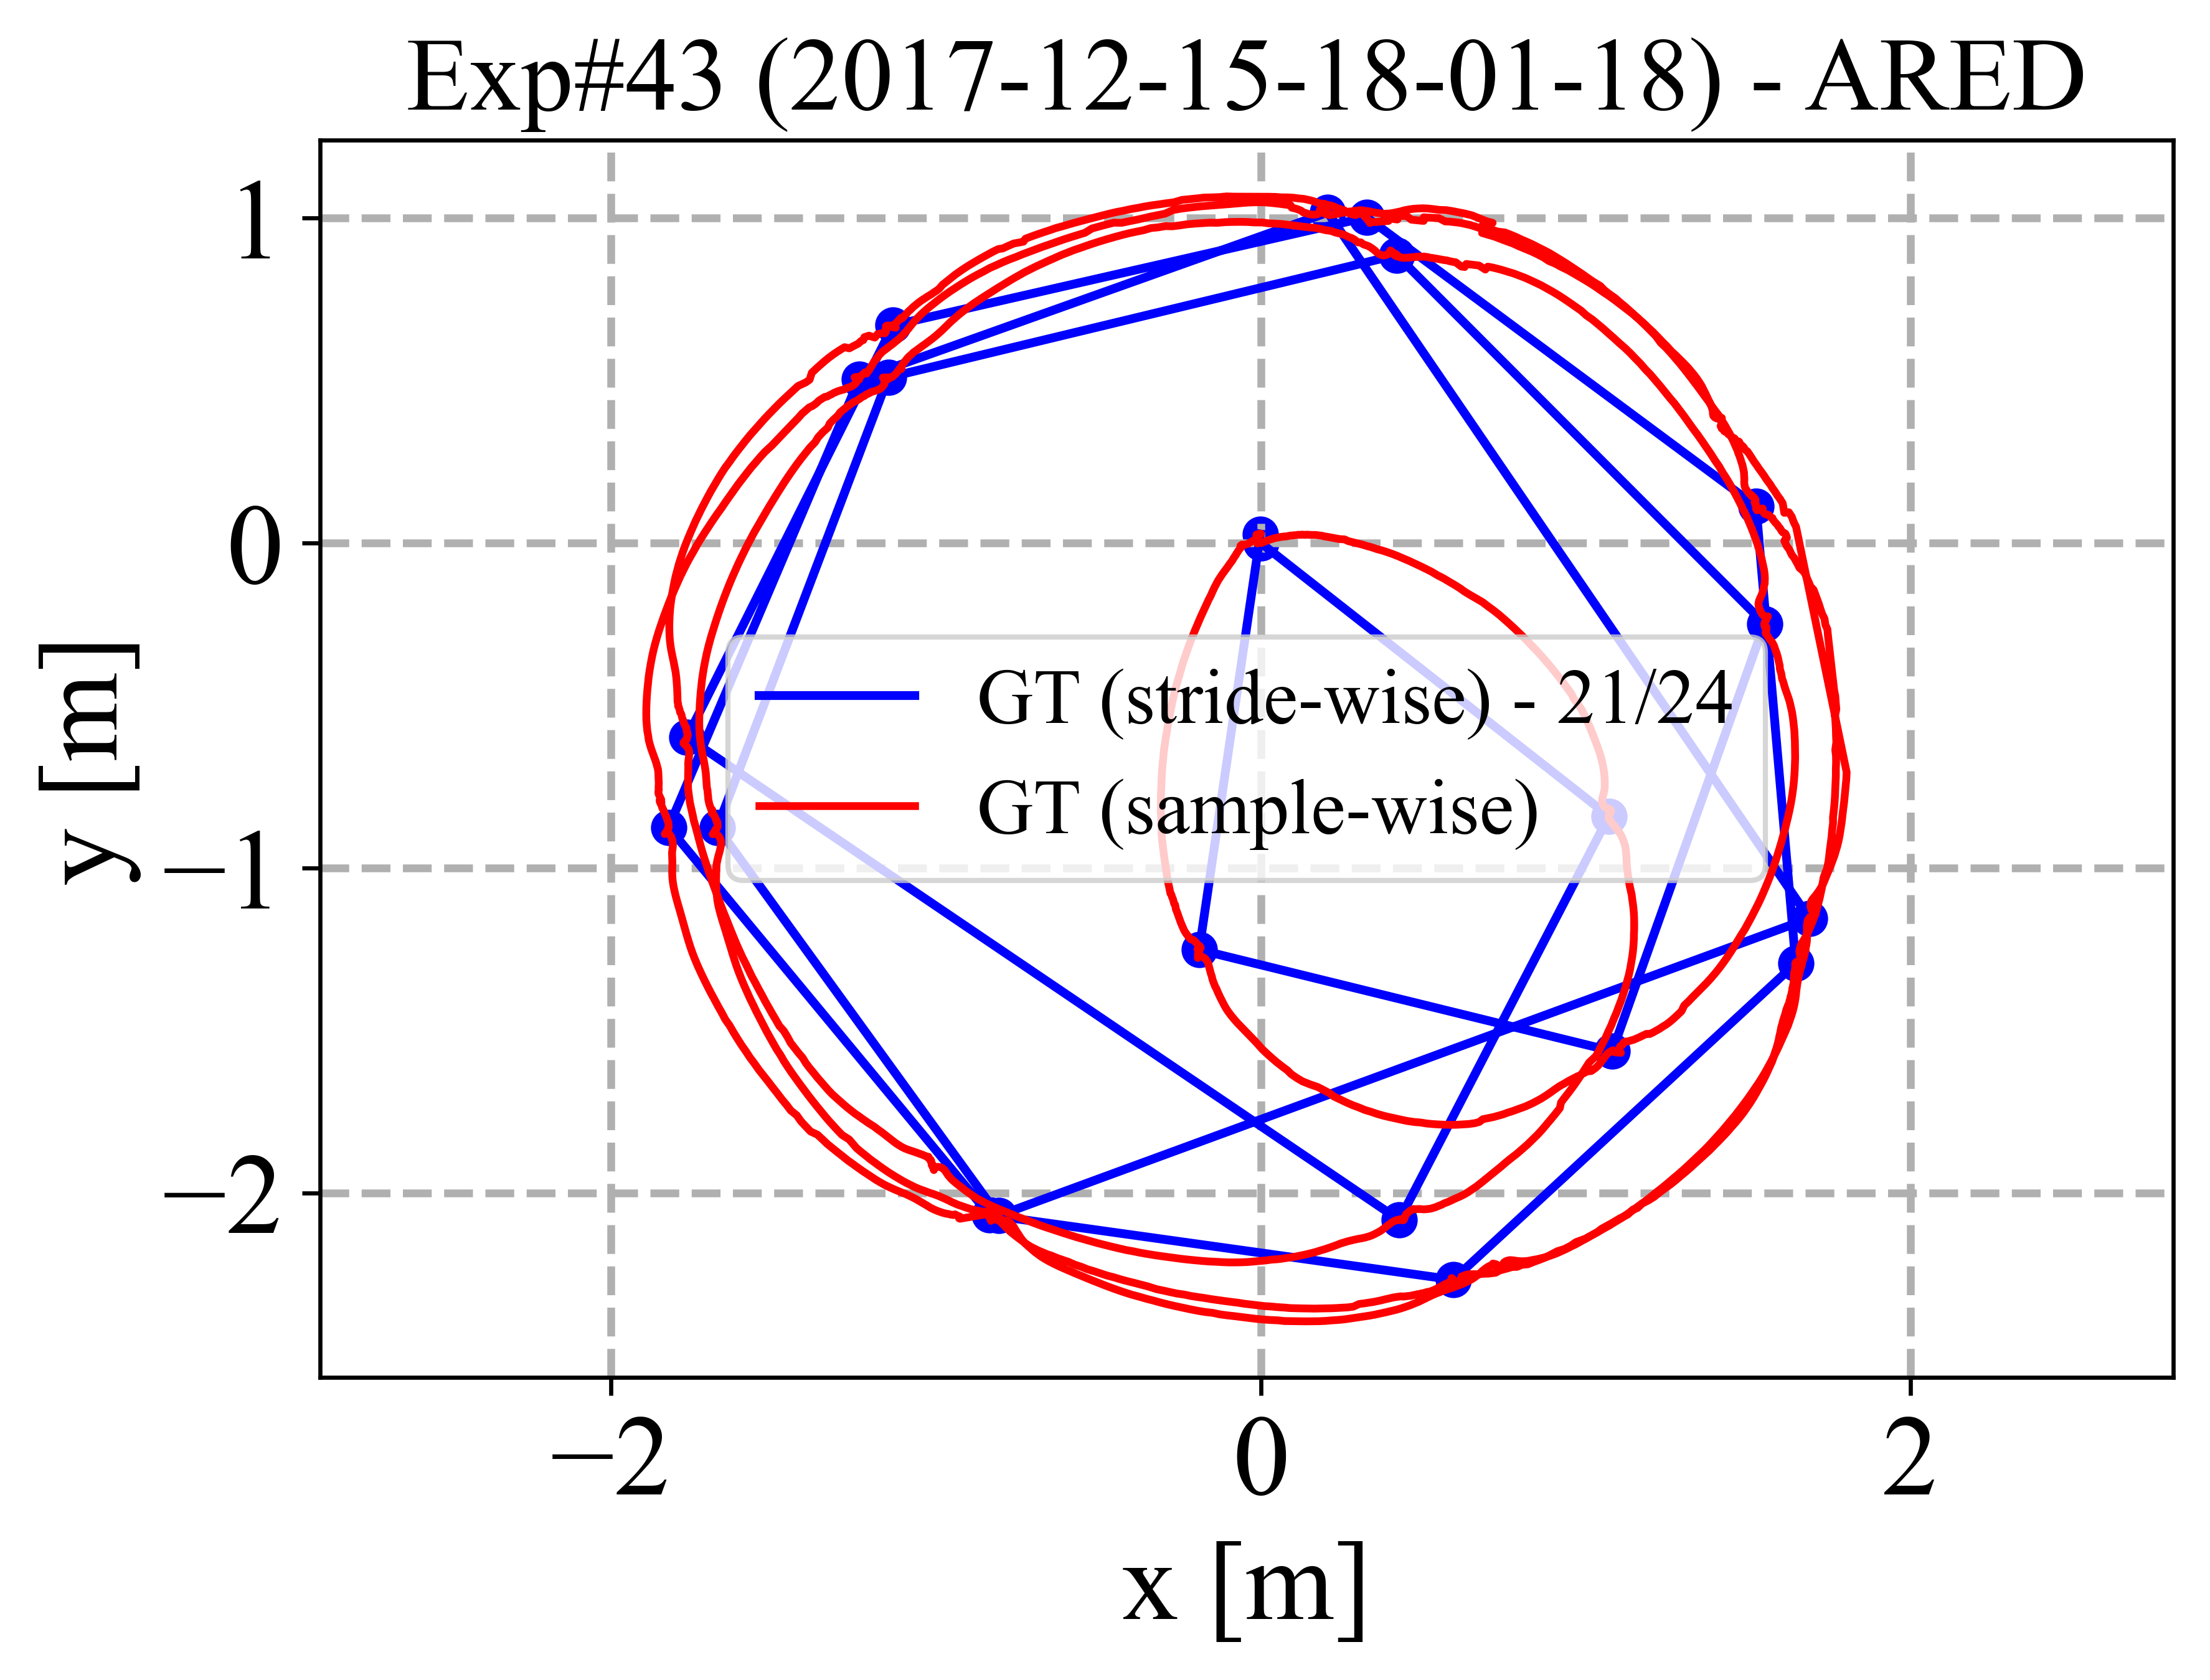 Exp#43 (2017-12-15-18-01-18) - ARED
1
0
−1
−2
y [m]
GT (stride-wise) - 21/24
GT (sample-wise)
−2
0
2
x [m]